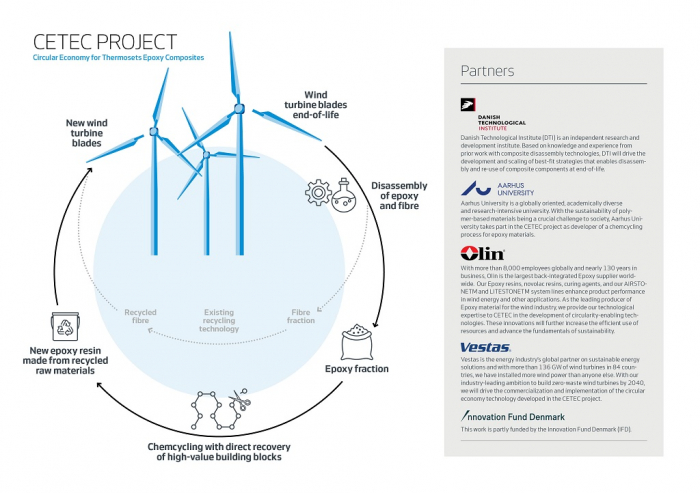 CETEC PROJECT
Circular Economy for Thermosets Epoxy Composites
Wind
turbine blades
end-of-life
New wind
turbine
blades
Disassembly
of epoxy
and fibre
Recycled
fibre
Existing
recycling
technology
Fibre
fraction
New epoxy resin
made from recycled
raw materials
Epoxy fraction
Chemcycling with direct recovery
of high-value building blocks
Partners
DANISH
TECHNOLOGICAL
INSTITUTE
Danish Technological Institute (DTI) is an independent research and
development institute. Based on knowledge and experience from
prior work with composite disassembly technologies, DTI will drive the
development and scaling of best-fit strategies that enables disassem-
bly and re-use of composite components at end-of-life.
AARHUS
UNIVERSITY
Aarhus University is a globally oriented, academically diverse
and research-intensive university. With the sustainability of poly-
mer-based materials being a crucial challenge to society, Aarhus Uni-
versity takes part in the CETEC project as developer of a chemcycling
process for epoxy materials.
Olin®
With more than 8,000 employees globally and nearly 130 years in
business, Olin is the largest back-integrated Epoxy supplier world-
wide. Our Epoxy resins, novolac resins, curing agents, and our AIRSTO-
NETM and LITESTONETM system lines enhance product performance
in wind energy and other applications. As the leading producer of
Epoxy material for the wind industry, we provide our technological
expertise to CETEC in the development of circularity-enabling tech-
nologies. These innovations will further increase the efficient use of
resources and advance the fundamentals of sustainability.
Vestas®
Vestas is the energy industry's global partner on sustainable energy
solutions and with more than 136 GW of wind turbines in 84 coun-
tries, we have installed more wind power than anyone else. With our
industry-leading ambition to build zero-waste wind turbines by 2040,
we will drive the commercialization and implementation of the circular
economy technology developed in the CETEC project.
Innovation Fund Denmark
This work is partly funded by the Innovation Fund Denmark (IFD).